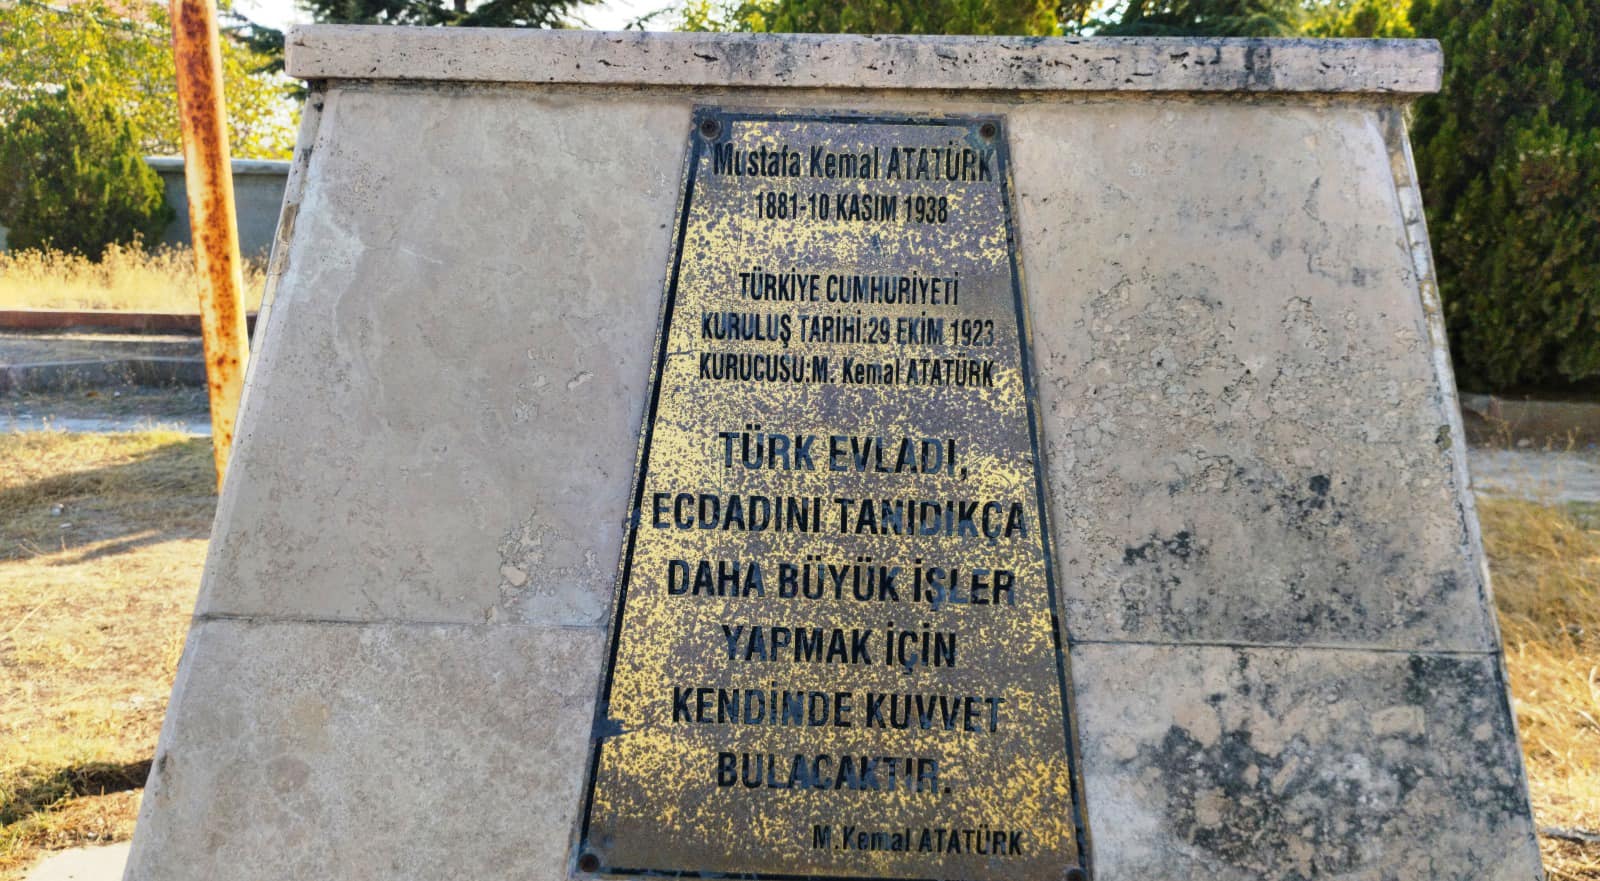 Mustafa Kemal ATATÜRK
1881-10 KASIM 1938
TÜRKİYE CUMHURİYETİ
KURULUŞ TARİHİ:29 EKİM 1923
KURUCUSU:M. Kemal ATATÜRK
TÜRK EVLADI,
ECDADINI TANIDIKÇA
DAHA BÜYÜK İŞLER
YAPMAK İÇİN
KENDİNDE KUVVET
BULACAKTIR.
M.Kemal ATATÜRK